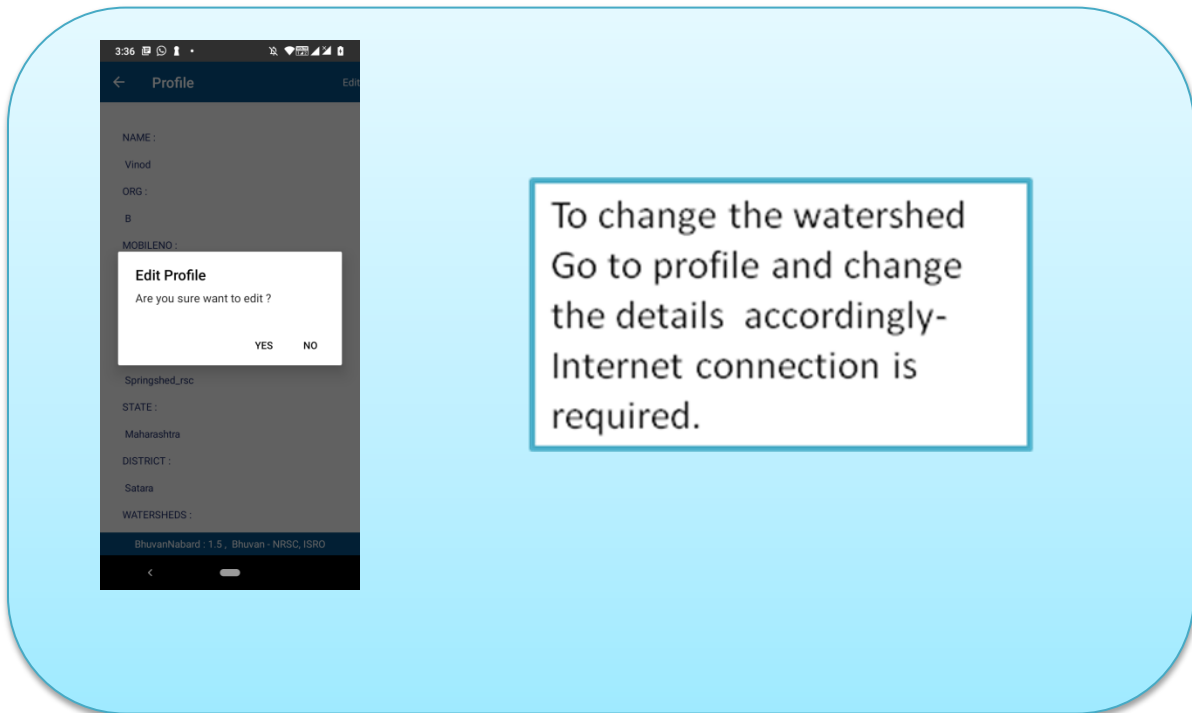 3:36
Profile
Edit
NAME :
Vinod
ORG :
B
MOBILENO :
Edit Profile
Are you sure want to edit ?
YES NO
Springshed_rsc
STATE :
Maharashtra
DISTRICT :
Satara
WATERSHEDS :
BhuvanNabard : 1.5 , Bhuvan - NRSC, ISRO
To change the watershed
Go to profile and change
the details accordingly-
Internet connection is
required.